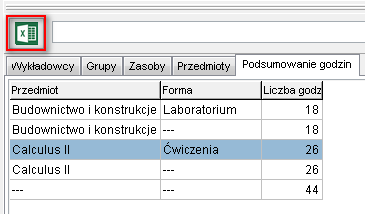 Wykładowcy Grupy Zasoby Przedmioty Podsumowanie godzin
Przedmiot Forma Liczba godz
Budownictwo i konstrukcje Laboratorium 18
Budownictwo i konstrukcje --- 18
Calculus II Ćwiczenia 26
Calculus II --- 26
--- --- 44